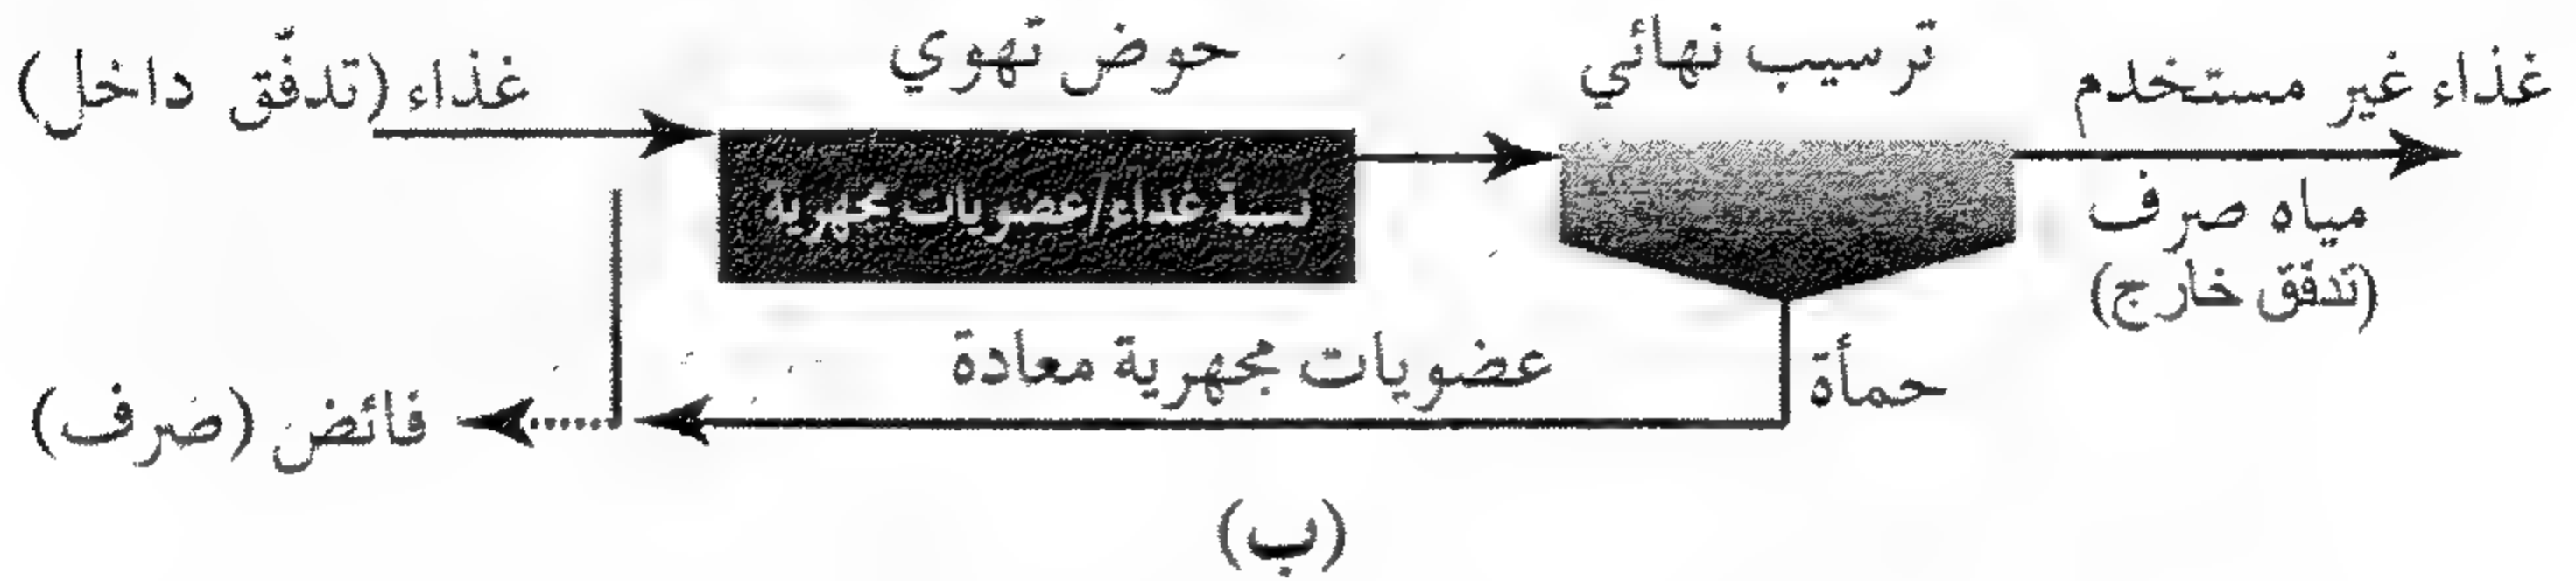 ترسيب نهائي
حوض تهوي
غذاء غير مستخدم
غذاء (تدفّق داخل)
نسبة غذاء/عضويات مجهرية
مياه صرف
(تدفق خارج)
حمأة
عضويات مجهرية معادة
فائض (صرف)
(ب)